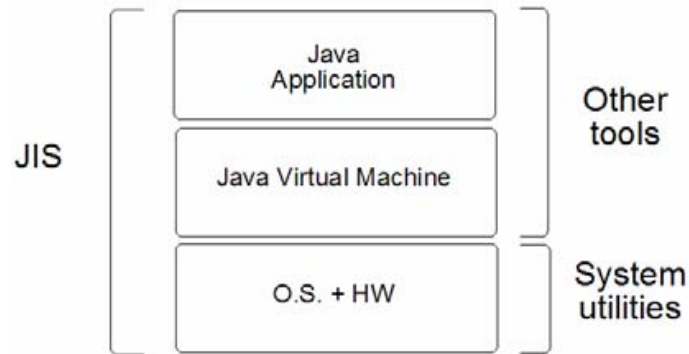 JIS
Java
Application
Java Virtual Machine
O.S. + HW
Other
tools
System
utilities